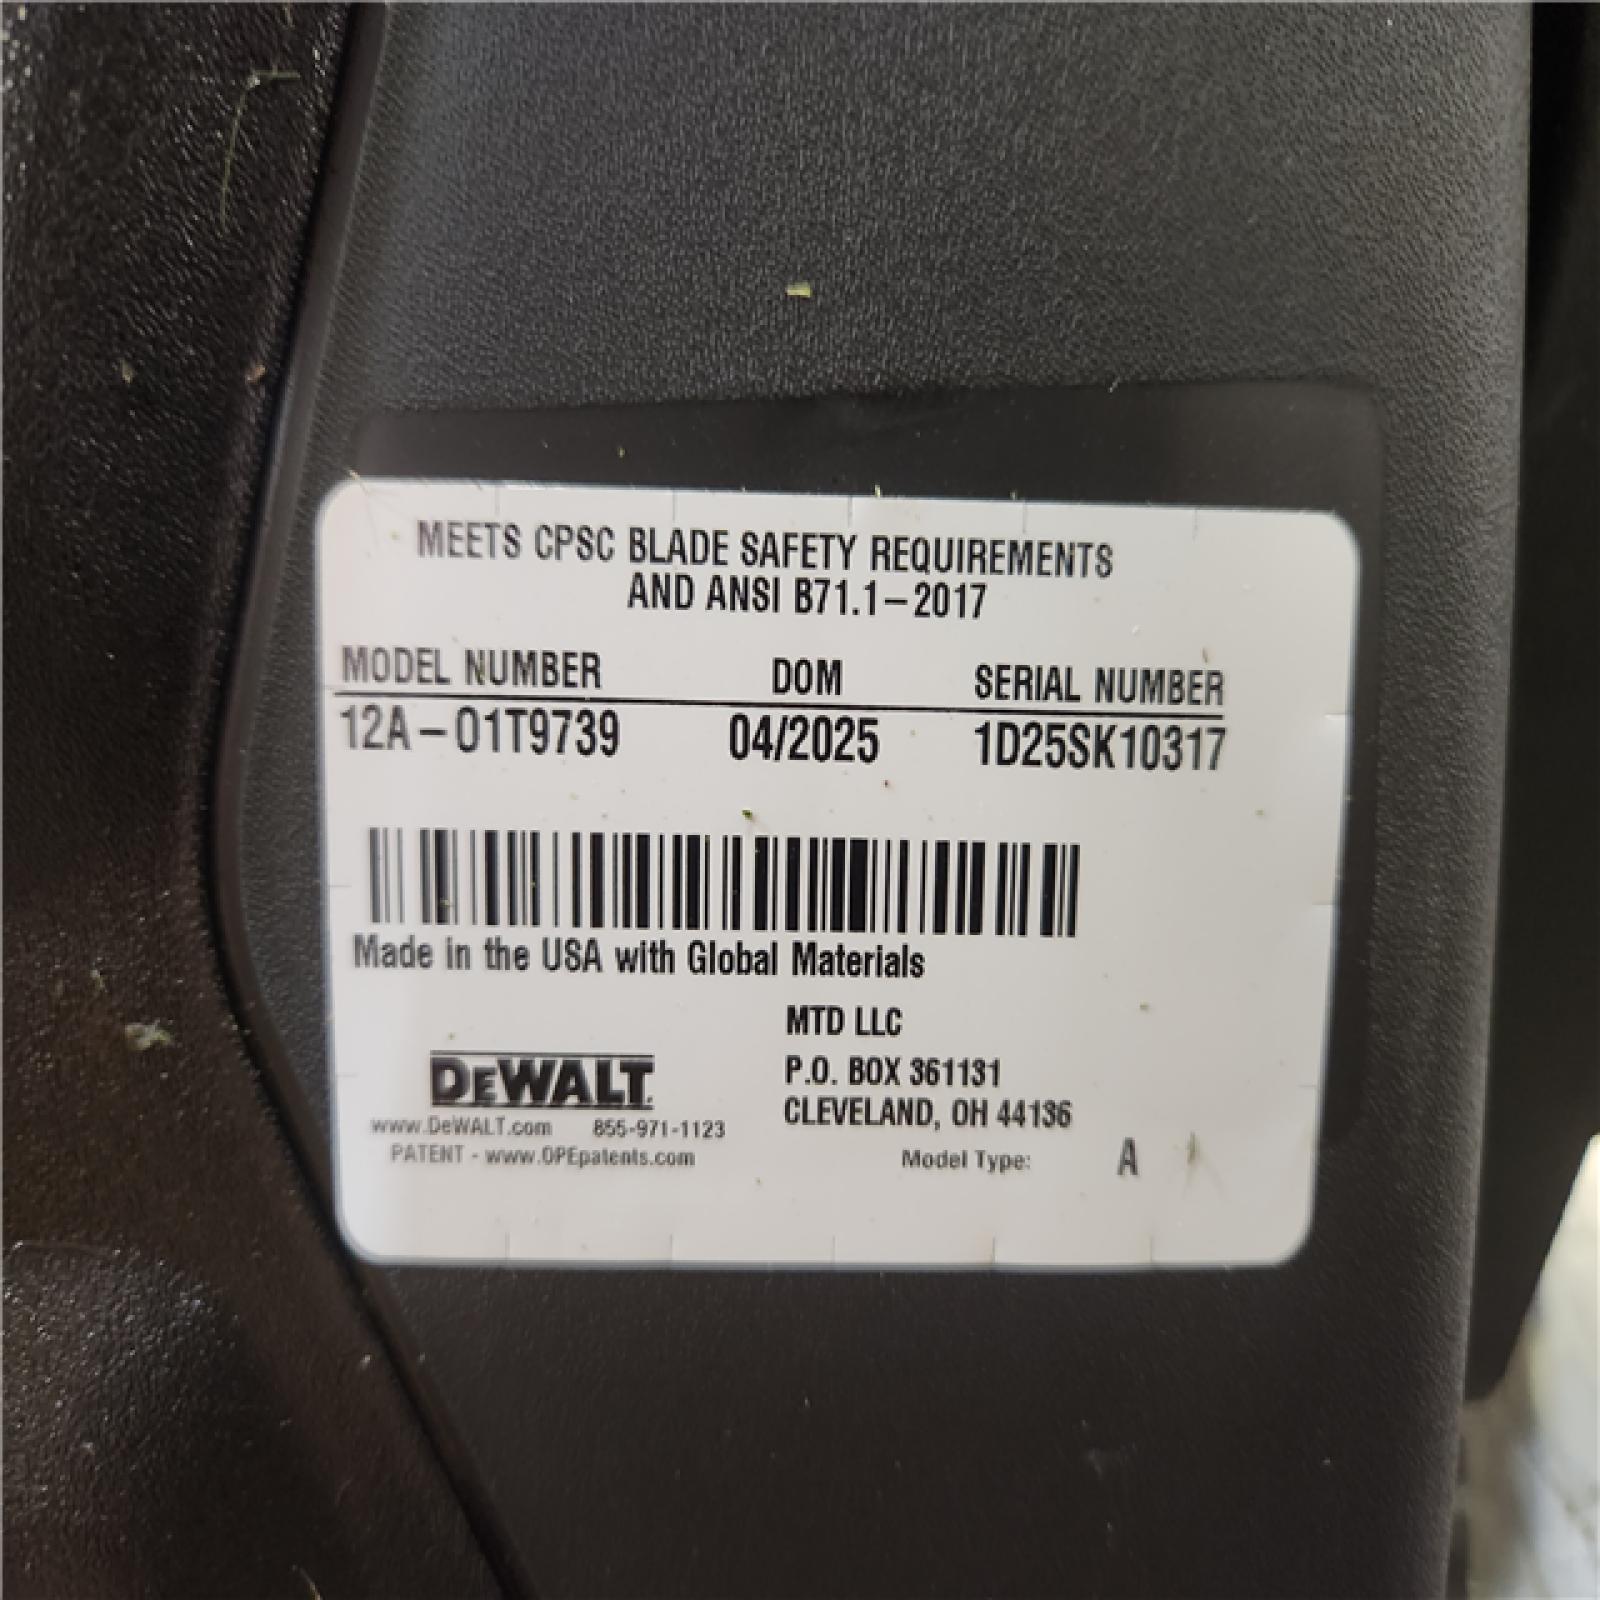 MEETS CPSC BLADE SAFETY REQUIREMENTS
AND ANSI B71.1-2017
MODEL NUMBER DOM SERIAL NUMBER
12A-01T9739 04/2025 1D25SK10317
Made in the USA with Global Materials
MTD LLC
P.O. BOX 361131
CLEVELAND, OH 44136
DEWALT.
www.DeWALT.com 855-971-1123
PATENT - www.OPEpatents.com
Model Type: A